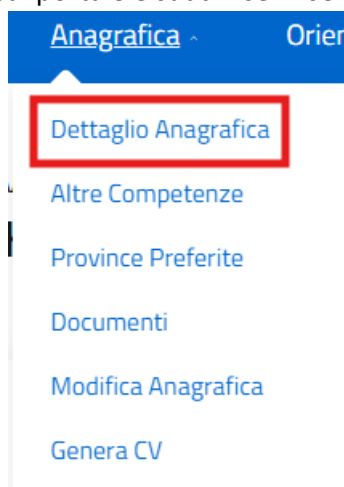 Anagrafica
Dettaglio Anagrafica
Altre Competenze
Province Preferite
Documenti
Modifica Anagrafica
Genera CV